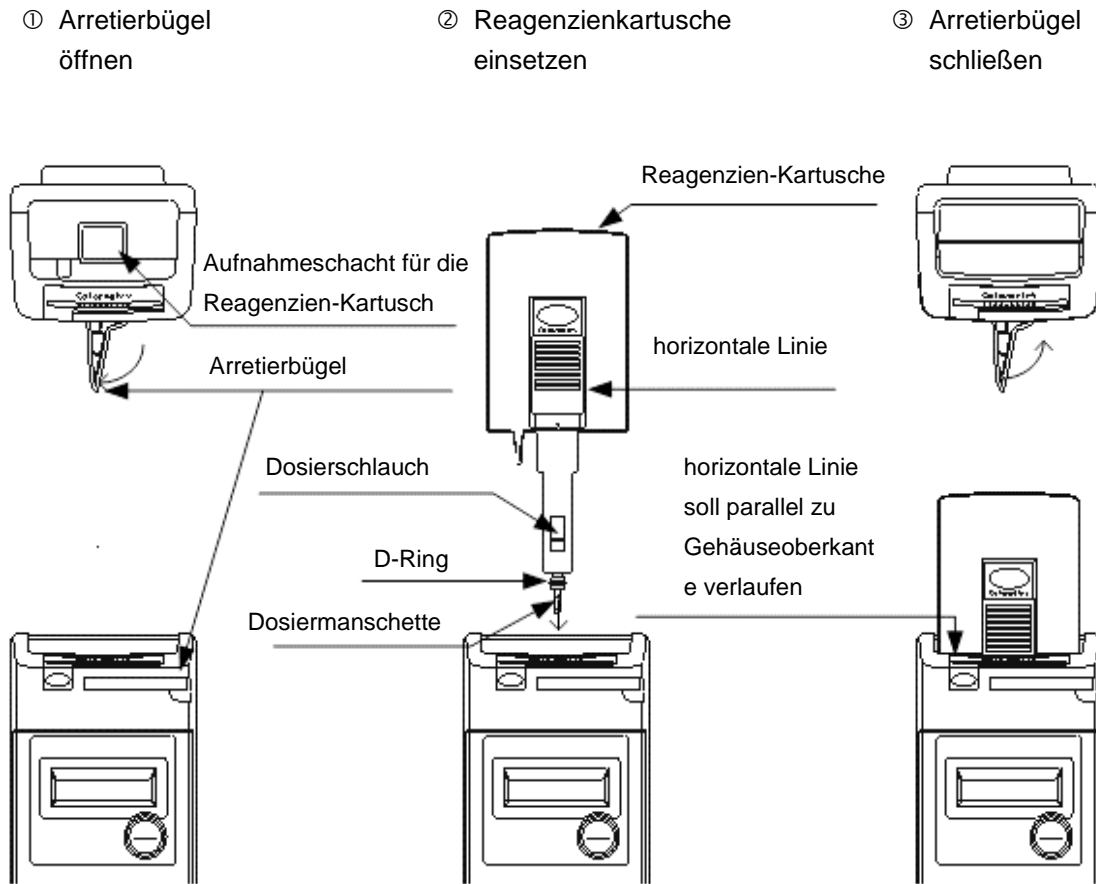 ① Arretierbügel
öffnen
② Reagenzienkartusche
einsetzen
③ Arretierbügel
schließen
Reagenzien-Kartusche
Aufnahmeschacht für die
Reagenzien-Kartusch
Arretierbügel
horizontale Linie
Dosierschlauch
D-Ring
Dosiermanschette
horizontale Linie
soll parallel zu
Gehäuseoberkant
e verlaufen